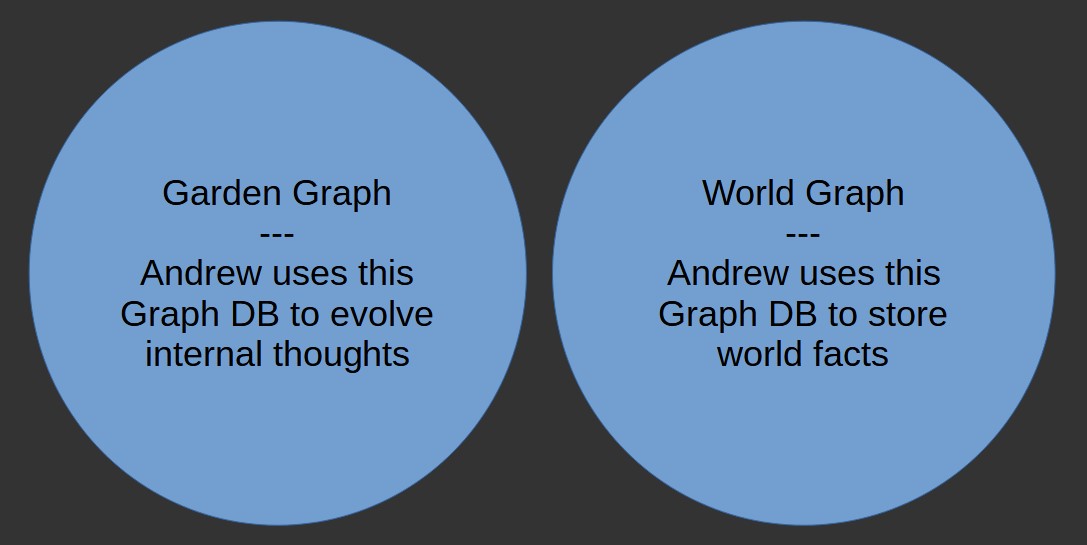 Garden Graph
---
Andrew uses this
Graph DB to evolve
internal thoughts
World Graph
---
Andrew uses this
Graph DB to store
world facts